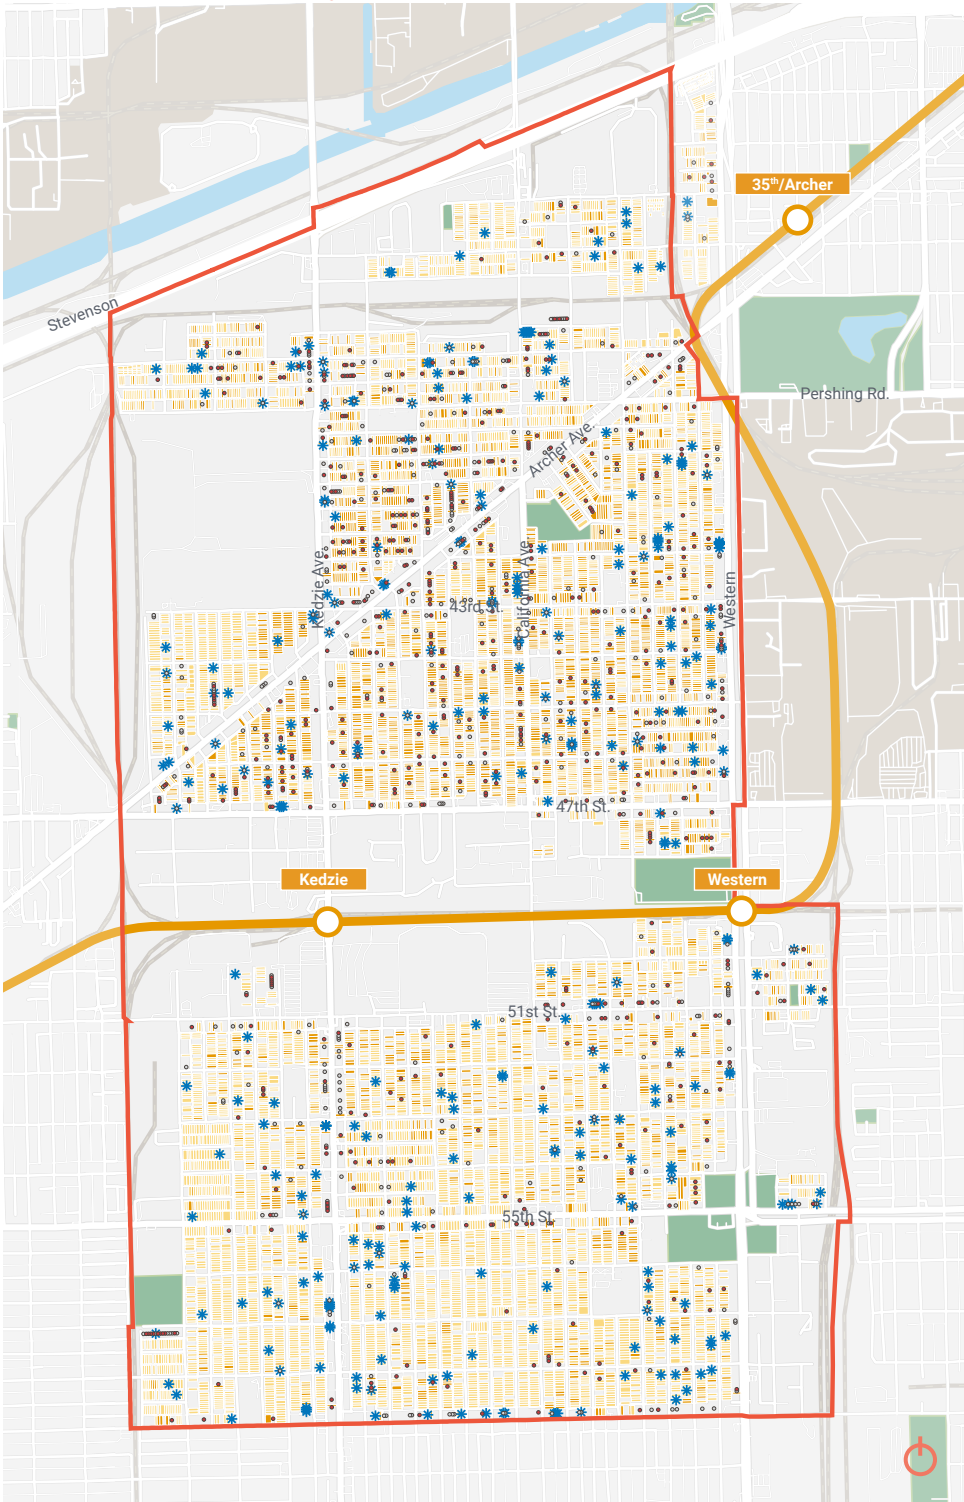 35th/Archer
Stevenson
Pershing Rd.
Archer Ave.
Kedzie Ave.
California Ave.
43rd St.
Western
47th St.
Kedzie
Western
51st St.
55th St.